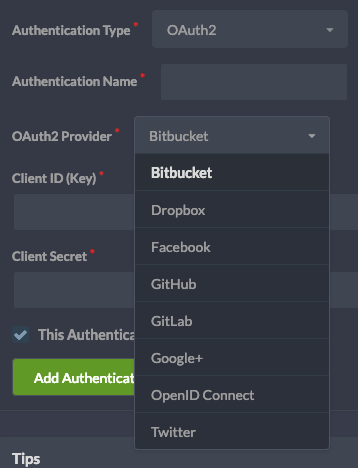 Authentication Type *
OAuth2
Authentication Name *
OAuth2 Provider *
Bitbucket
Client ID (Key) *
Bitbucket
Dropbox
Facebook
Client Secret *
GitHub
GitLab
This Authentica
Google+
Add Authenticat
OpenID Connect
Twitter
Tips